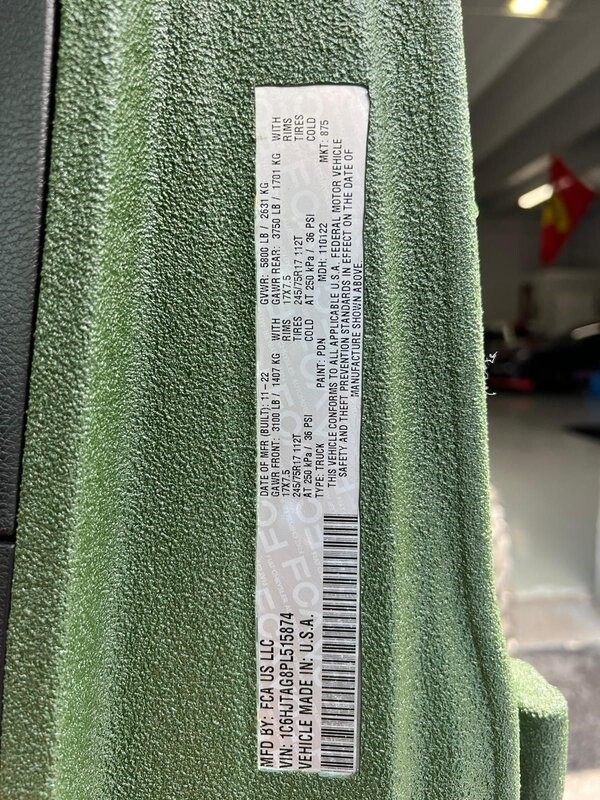 MFD BY: FCA US LLC
DATE OF MFR (BUILT): 11-22
GVWR: 5800 LB / 2631 KG
VIN: 1C6HJTAG8PL515874
GAWR FRONT: 3100 LB / 1407 KG WITH
GAWR REAR: 3750 LB / 1701 KG WITH
VEHICLE MADE IN: U.S.A.
17X7.5 RIMS
17X7.5 RIMS
245/75R17 112T TIRES
245/75R17 112T TIRES
AT 250 kPa / 36 PSI COLD
AT 250 kPa / 36 PSI COLD
TYPE: TRUCK PAINT: PDN MDH: 110122 MKT: 875
THIS VEHICLE CONFORMS TO ALL APPLICABLE U.S.A. FEDERAL MOTOR VEHICLE
SAFETY AND THEFT PREVENTION STANDARDS IN EFFECT ON THE DATE OF
MANUFACTURE SHOWN ABOVE.